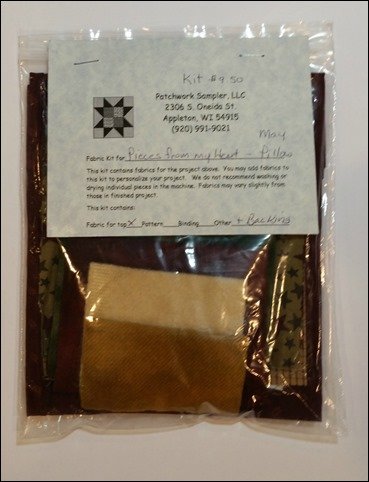 Kit $9.50
Patchwork Sampler, LLC
2306 S. Oneida St.
Appleton, WI 54915
(920) 991-9021
May
Fabric Kit for Pieces from my Heart - Pillow
This kit contains fabrics for the project above. You may add fabrics to
this kit to personalize your project. We do not recommend washing or
drying individual pieces in the machine. Fabrics may vary slightly from
those in finished project.
This kit contains:
Fabric for top X Pattern____ Binding____ Other + Backing